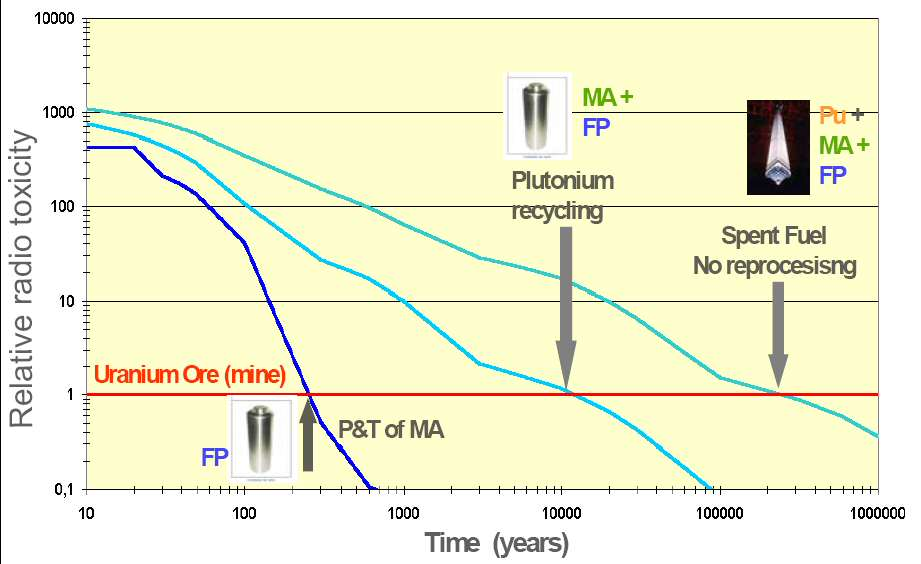 10000
1000
100
10
1
0,1
Relative radio toxicity
MA +
FP
Plutonium
recycling
Pu +
MA +
FP
Spent Fuel
No reprocesisng
Uranium Ore (mine)
FP
P&T of MA
10
100
1000
10000
100000
1000000
Time (years)